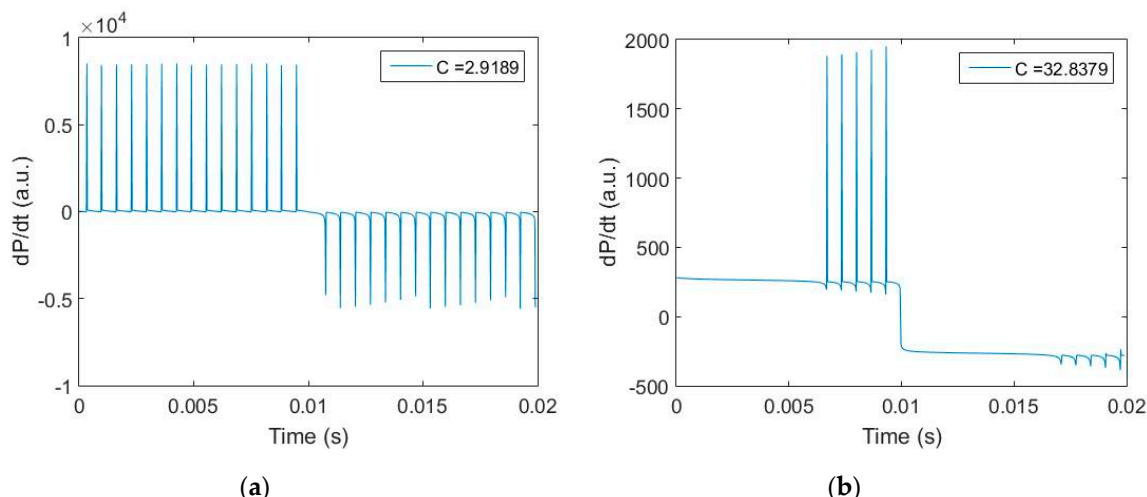 ×10⁴
1
0.5
0
-0.5
-1
dP/dt (a.u.)
C =2.9189
0 0.005 0.01 0.015 0.02
Time (s)
(a)
2000
1500
1000
500
0
-500
dP/dt (a.u.)
C =32.8379
0 0.005 0.01 0.015 0.02
Time (s)
(b)